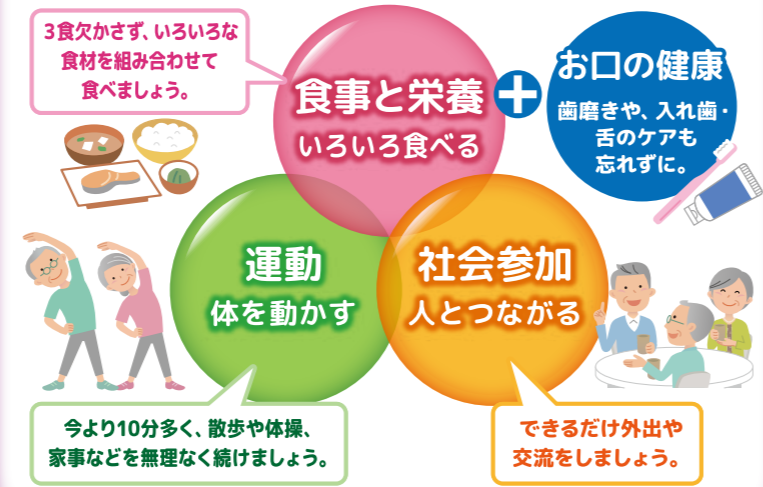 3食欠かさず、いろいろな
食材を組み合わせて
食べましょう。
食事と栄養
いろいろ食べる
+
お口の健康
歯磨きや、入れ歯・
舌のケアも
忘れずに。
運動
体を動かす
社会参加
人とつながる
今より10分多く、散歩や体操、
家事などを無理なく続けましょう。
できるだけ外出や
交流をしましょう。